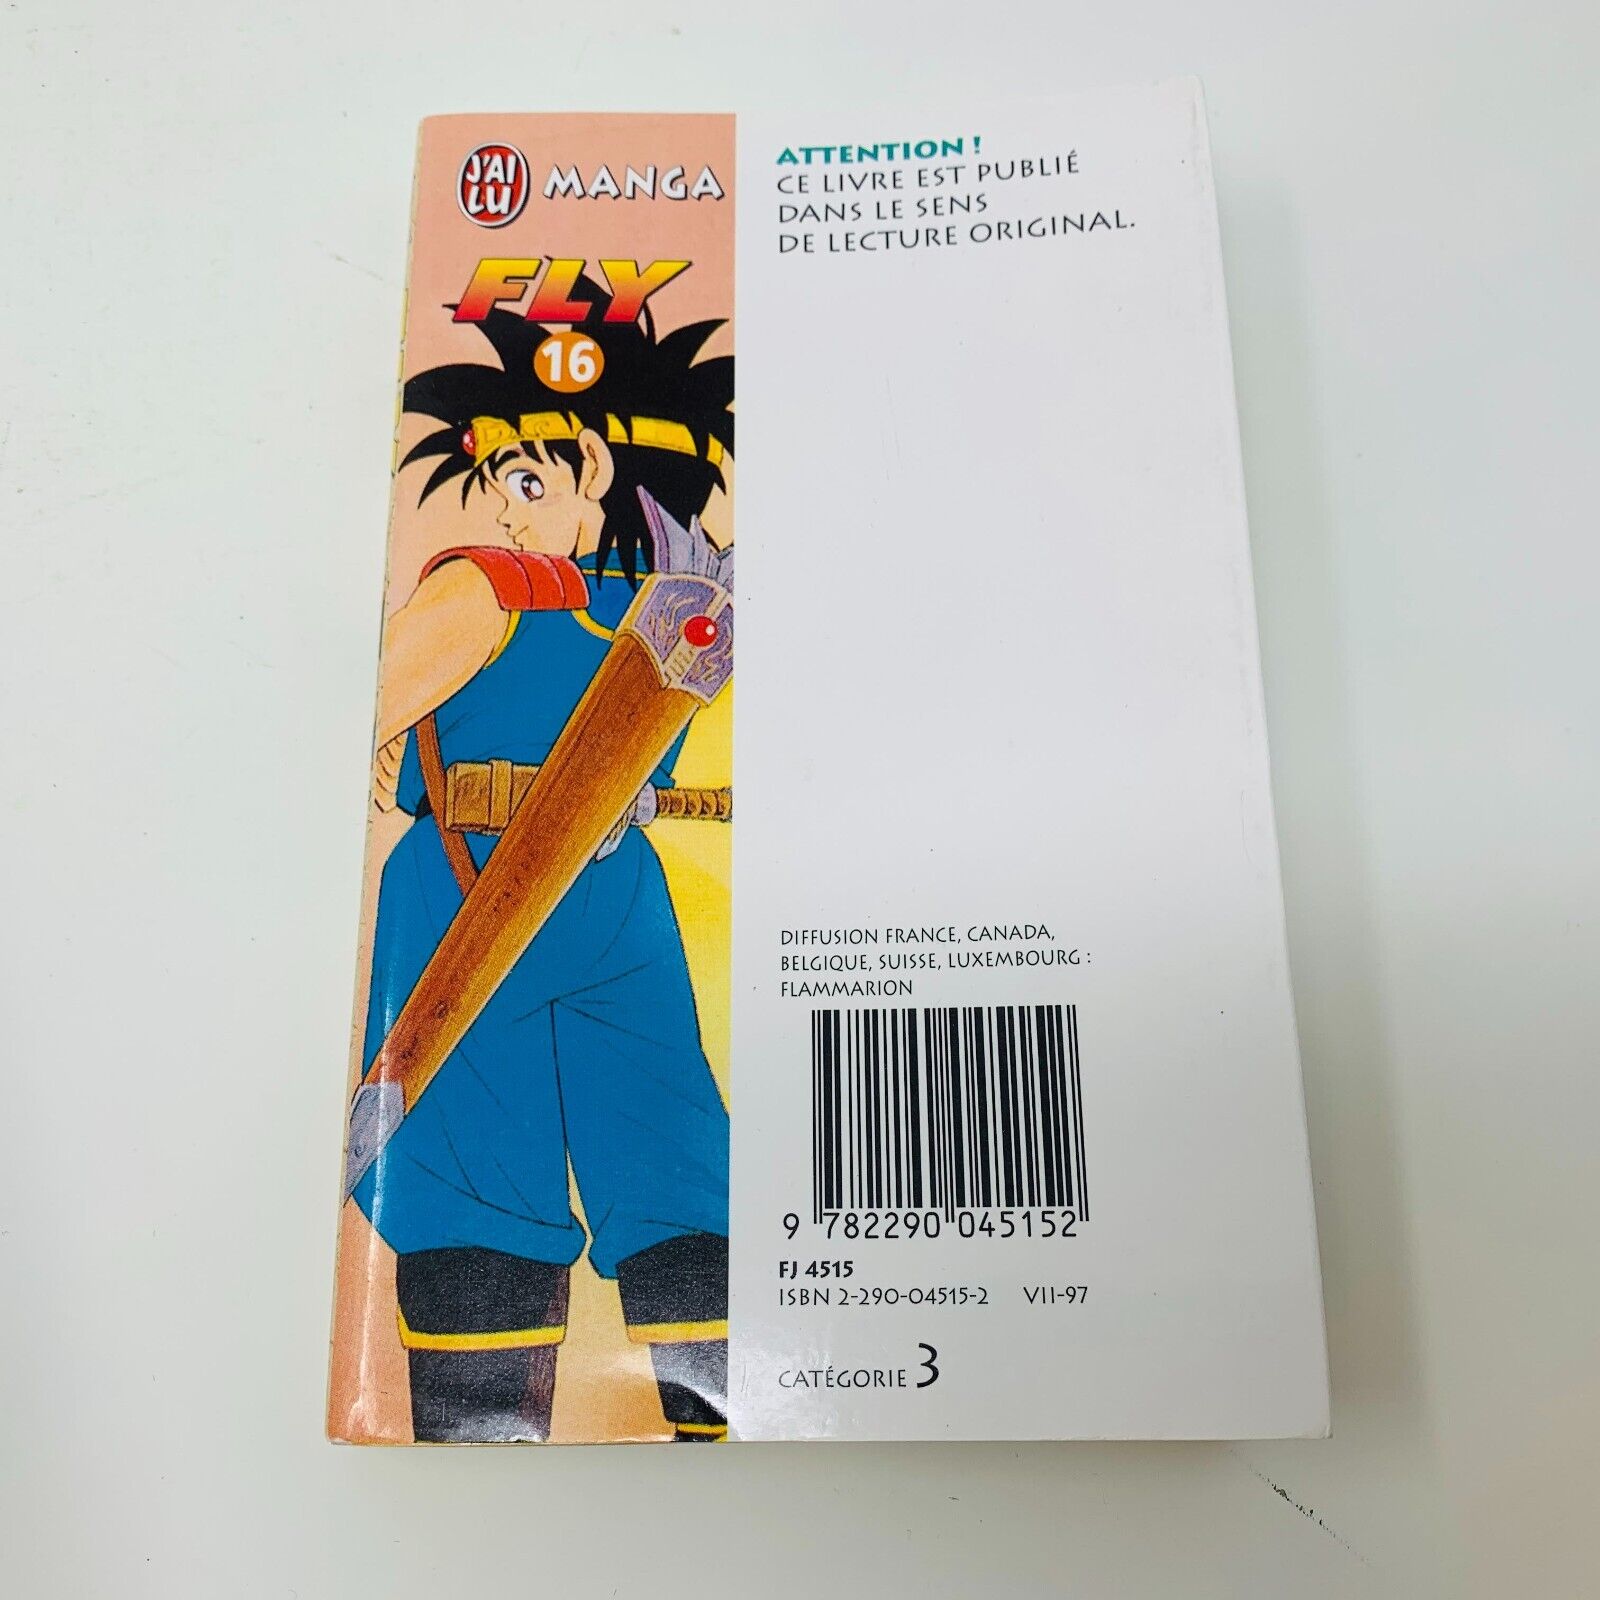 J'AI
LU
MANGA
FLY
16
ATTENTION !
CE LIVRE EST PUBLIÉ
DANS LE SENS
DE LECTURE ORIGINAL.
DIFFUSION FRANCE, CANADA,
BELGIQUE, SUISSE, LUXEMBOURG :
FLAMMARION
9 782290 045152
FJ 4515
ISBN 2-290-04515-2 VII-97
CATÉGORIE 3